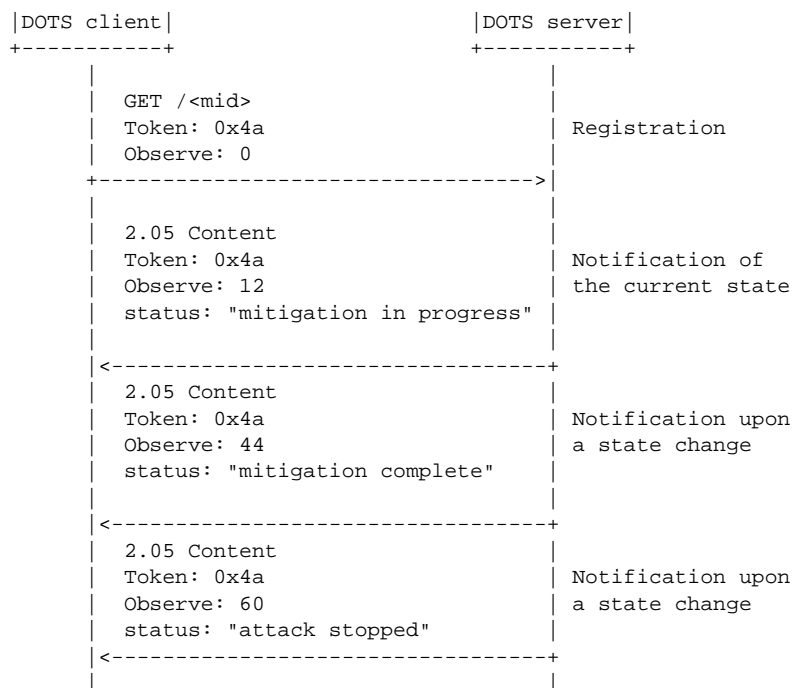 |DOTS client|                       |DOTS server|
+-----------+                       +-----------+
      |                                   |
      |  GET /<mid>                       |
      |  Token: 0x4a                      | Registration
      |  Observe: 0                       |
      +---------------------------------->|
      |                                   |
      |  2.05 Content                     |
      |  Token: 0x4a                      | Notification of
      |  Observe: 12                      | the current state
      |  status: "mitigation in progress" |
      |                                   |
      |<----------------------------------+
      |  2.05 Content                     |
      |  Token: 0x4a                      | Notification upon
      |  Observe: 44                      | a state change
      |  status: "mitigation complete"    |
      |                                   |
      |<----------------------------------+
      |  2.05 Content                     |
      |  Token: 0x4a                      | Notification upon
      |  Observe: 60                      | a state change
      |  status: "attack stopped"         |
      |<----------------------------------+
      |                                   |